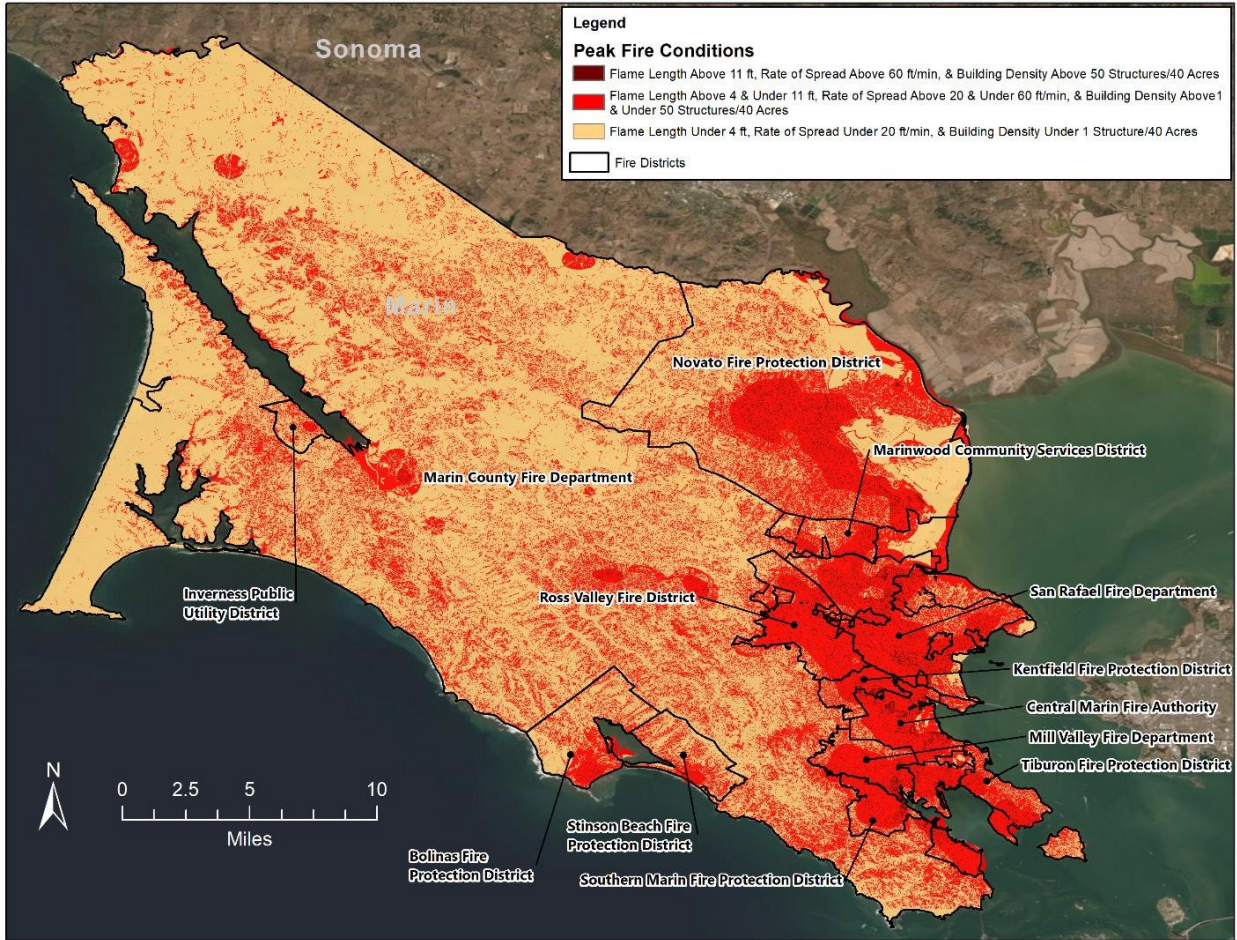 Legend
Peak Fire Conditions
Flame Length Above 11 ft, Rate of Spread Above 60 ft/min, & Building Density Above 50 Structures/40 Acres
Flame Length Above 4 & Under 11 ft, Rate of Spread Above 20 & Under 60 ft/min, & Building Density Above1
& Under 50 Structures/40 Acres
Flame Length Under 4 ft, Rate of Spread Under 20 ft/min, & Building Density Under 1 Structure/40 Acres
Fire Districts
Sonoma
Marin
Novato Fire Protection District
Marinwood Community Services District
Marin County Fire Department
Inverness Public
Utility District
Ross Valley Fire District
San Rafael Fire Department
Kentfield Fire Protection District
Central Marin Fire Authority
Mill Valley Fire Department
Tiburon Fire Protection District
N
0 2.5 5 10
Miles
Stinson Beach Fire
Protection District
Bolinas Fire
Protection District
Southern Marin Fire Protection District